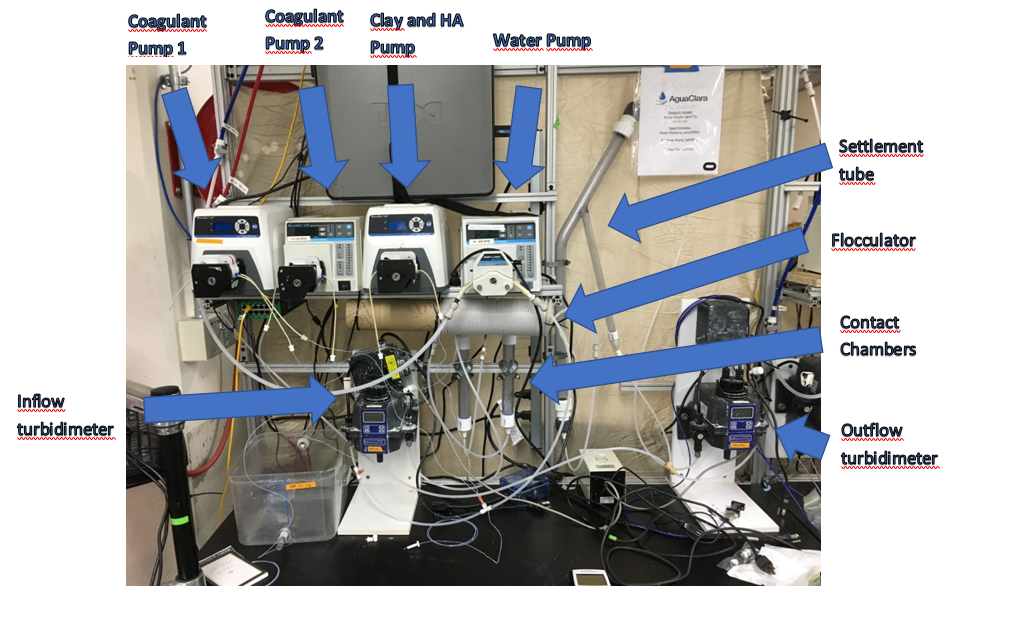 Coagulant
Pump 1
Coagulant
Pump 2
Clay and HA
Pump
Water Pump
AguaClara
Settlement
tube
Flocculator
Contact
Chambers
Inflow
turbidimeter
Outflow
turbidimeter